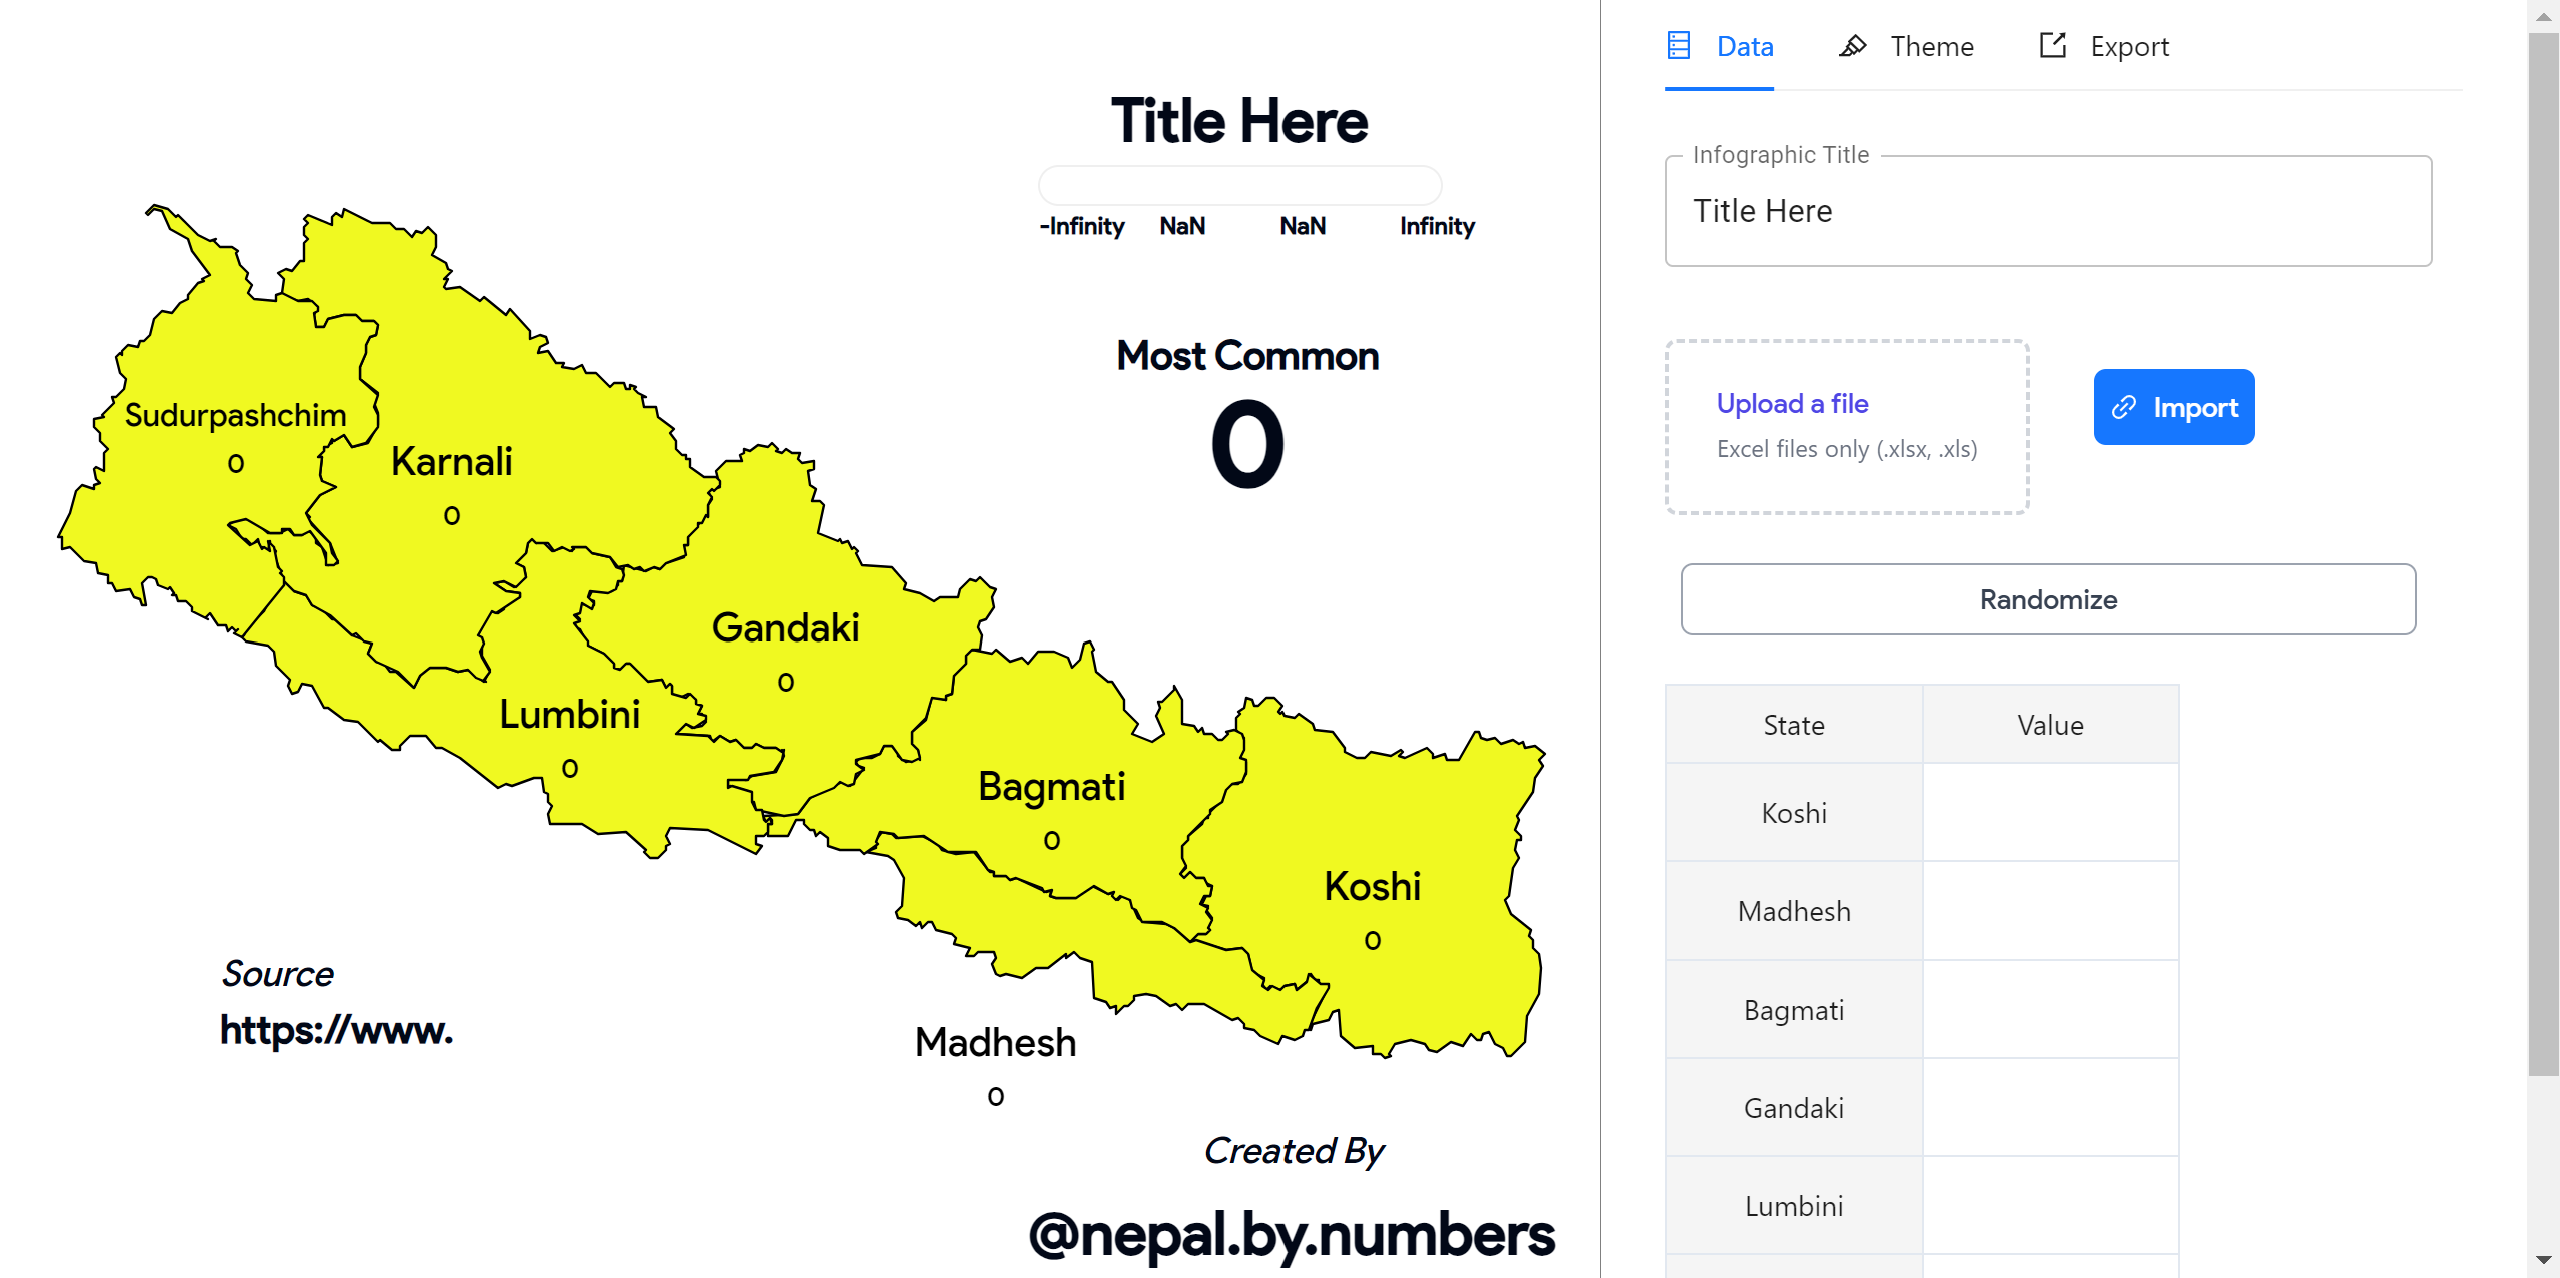 Title Here
-Infinity NaN NaN Infinity
Most Common
0
Sudurpashchim
0
Karnali
0
Gandaki
0
Lumbini
0
Bagmati
0
Koshi
0
Madhesh
0
Source
https://www.
Created By
@nepal.by.numbers
Data Theme Export
Infographic Title
Title Here
Upload a file
Excel files only (.xlsx, .xls)
Import
Randomize
State Value
Koshi
Madhesh
Bagmati
Gandaki
Lumbini